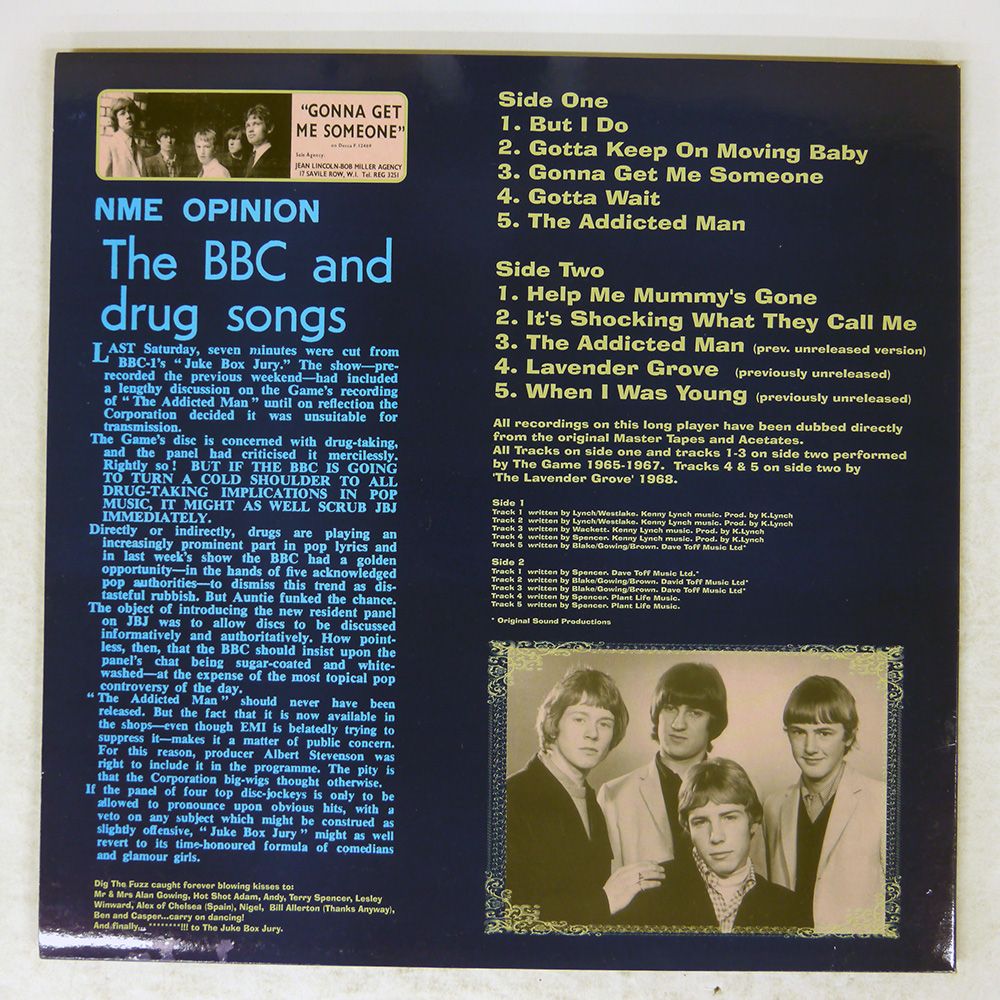 "GONNA GET
ME SOMEONE"
on Decca F.12469
Sole Agency:
JEAN LINCOLN-BOB MILLER AGENCY
17 SAVILE ROW, W.I. Tel. REG 3251
NME OPINION
The BBC and
drug songs
LAST Saturday, seven minutes were cut from
BBC-1's "Juke Box Jury." The show—pre-
recorded the previous weekend—had included
a lengthy discussion on the Game's recording
of "The Addicted Man" until on reflection the
Corporation decided it was unsuitable for
transmission.
The Game's disc is concerned with drug-taking,
and the panel had criticised it mercilessly.
Rightly so! BUT IF THE BBC IS GOING
TO TURN A COLD SHOULDER TO ALL
DRUG-TAKING IMPLICATIONS IN POP
MUSIC, IT MIGHT AS WELL SCRUB JBJ
IMMEDIATELY.
Directly or indirectly, drugs are playing an
increasingly prominent part in pop lyrics and
in last week's show the BBC had a golden
opportunity—in the hands of five acknowledged
pop authorities—to dismiss this trend as dis-
tasteful rubbish. But Auntie funked the chance.
The object of introducing the new resident panel
on JBJ was to allow discs to be discussed
informatively and authoritatively. How point-
less, then, that the BBC should insist upon the
panel's chat being sugar-coated and white-
washed—at the expense of the most topical pop
controversy of the day.
"The Addicted Man" should never have been
released. But the fact that it is now available in
the shops—even though EMI is belatedly trying to
suppress it—makes it a matter of public concern.
For this reason, producer Albert Stevenson was
right to include it in the programme. The pity is
that the Corporation big-wigs thought otherwise.
If the panel of four top disc-jockeys is only to be
allowed to pronounce upon obvious hits, with a
veto on any subject which might be construed as
slightly offensive, "Juke Box Jury" might as well
revert to its time-honoured formula of comedians
and glamour girls.
Dig The Fuzz caught forever blowing kisses to:
Mr & Mrs Alan Gowing, Hot Shot Adam, Andy, Terry Spencer, Lesley
Winward, Alex of Chelsea (Spain), Nigel, Bill Allerton (Thanks Anyway),
Ben and Casper...carry on dancing!
And finally... ********!!! to The Juke Box Jury.
Side One
1. But I Do
2. Gotta Keep On Moving Baby
3. Gonna Get Me Someone
4. Gotta Wait
5. The Addicted Man
Side Two
1. Help Me Mummy's Gone
2. It's Shocking What They Call Me
3. The Addicted Man (prev. unreleased version)
4. Lavender Grove (previously unreleased)
5. When I Was Young (previously unreleased)
All recordings on this long player have been dubbed directly
from the original Master Tapes and Acetates.
All Tracks on side one and tracks 1-3 on side two performed
by The Game 1965-1967. Tracks 4 & 5 on side two by
'The Lavender Grove' 1968.
Side 1
Track 1 written by Lynch/Westlake. Kenny Lynch music. Prod. by K.Lynch
Track 2 written by Lynch/Westlake. Kenny Lynch music. Prod. by K.Lynch
Track 3 written by Wackett. Kenny Lynch music. Prod. by K.Lynch
Track 4 written by Spencer. Kenny Lynch music. Prod. by K.Lynch
Track 5 written by Blake/Gowing/Brown. Dave Toff Music Ltd*
Side 2
Track 1 written by Spencer. Dave Toff Music Ltd.*
Track 2 written by Blake/Gowing/Brown. David Toff Music Ltd*
Track 3 written by Blake/Gowing/Brown. Dave Toff Music Ltd*
Track 4 written by Spencer. Plant Life Music.
Track 5 written by Spencer. Plant Life Music.
* Original Sound Productions